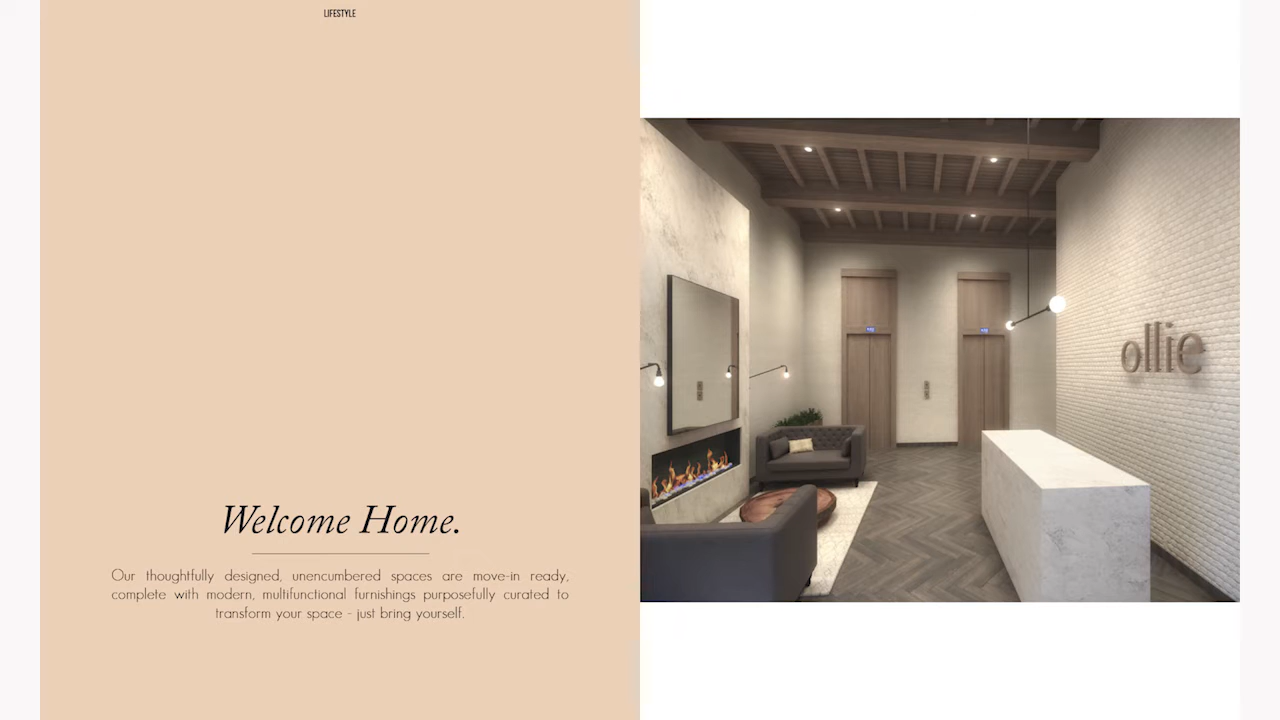 LIFESTYLE
Welcome Home.
Our thoughtfully designed, unencumbered spaces are move-in ready,
complete with modern, multifunctional furnishings purposefully curated to
transform your space - just bring yourself.
ollie